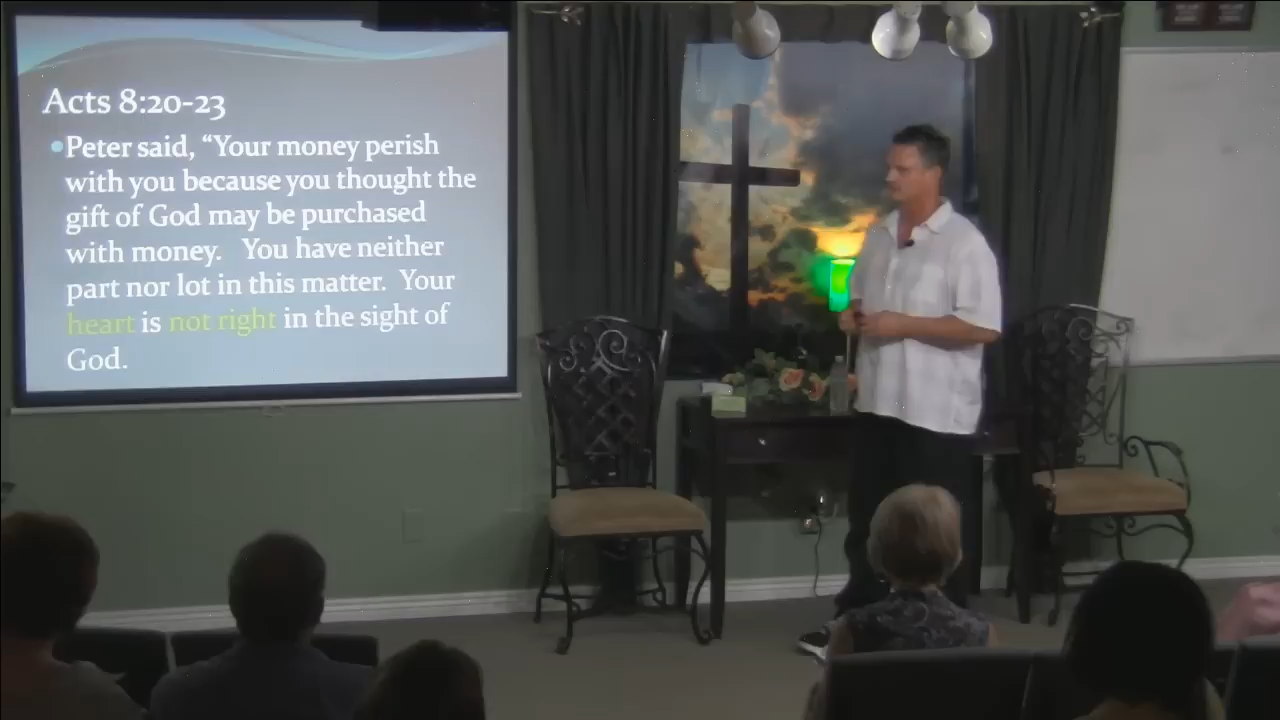 Acts 8:20-23
•Peter said, “Your money perish
with you because you thought the
gift of God may be purchased
with money. You have neither
part nor lot in this matter. Your
heart is not right in the sight of
God.